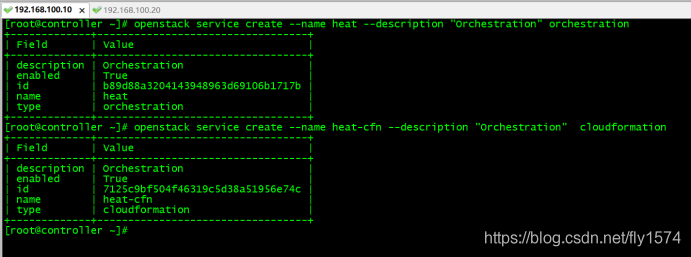 192.168.100.10 × 192.168.100.20
[root@controller ~]# openstack service create --name heat --description "Orchestration" orchestration
+-------------+----------------------------------+
| Field | Value |
+-------------+----------------------------------+
| description | Orchestration |
| enabled | True |
| id | b89d88a3204143948963d69106b1717b |
| name | heat |
| type | orchestration |
+-------------+----------------------------------+
[root@controller ~]# openstack service create --name heat-cfn --description "Orchestration" cloudformation
+-------------+----------------------------------+
| Field | Value |
+-------------+----------------------------------+
| description | Orchestration |
| enabled | True |
| id | 7125c9bf504f46319c5d38a51956e74c |
| name | heat-cfn |
| type | cloudformation |
+-------------+----------------------------------+
[root@controller ~]#
https://blog.csdn.net/fly1574